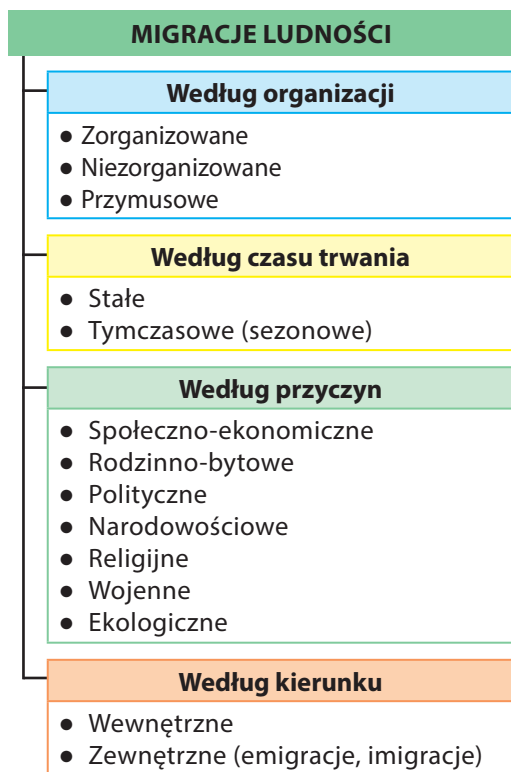 MIGRACJE LUDNOŚCI
Według organizacji
● Zorganizowane
● Niezorganizowane
● Przymusowe
Według czasu trwania
● Stałe
● Tymczasowe (sezonowe)
Według przyczyn
● Społeczno-ekonomiczne
● Rodzinno-bytowe
● Polityczne
● Narodowościowe
● Religijne
● Wojenne
● Ekologiczne
Według kierunku
● Wewnętrzne
● Zewnętrzne (emigracje, imigracje)